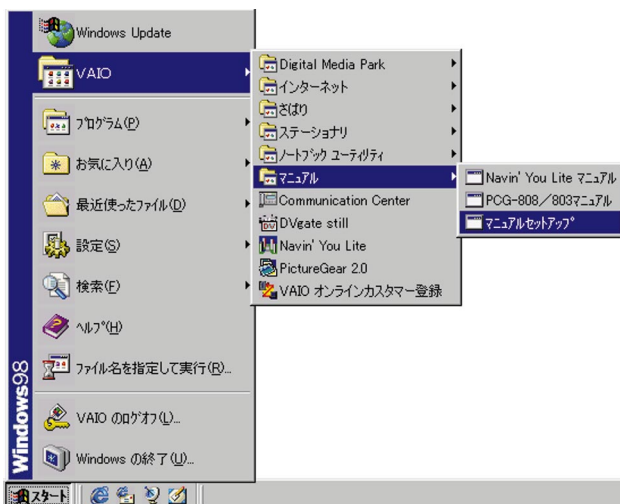 Windows Update
VAIO
プログラム(P)
お気に入り(A)
最近使ったファイル(D)
設定(S)
検索(F)
ヘルプ(H)
ファイル名を指定して実行(R)...
VAIO のログオフ(L)...
Windows の終了(U)...
Windows98
スタート
Digital Media Park
インターネット
さぱり
ステーショナリ
ノートブック ユーティリティ
マニュアル
Communication Center
DVgate still
Navin' You Lite
PictureGear 2.0
VAIO オンラインカスタマー登録
Navin' You Lite マニュアル
PCG-808/803マニュアル
マニュアルセットアップ